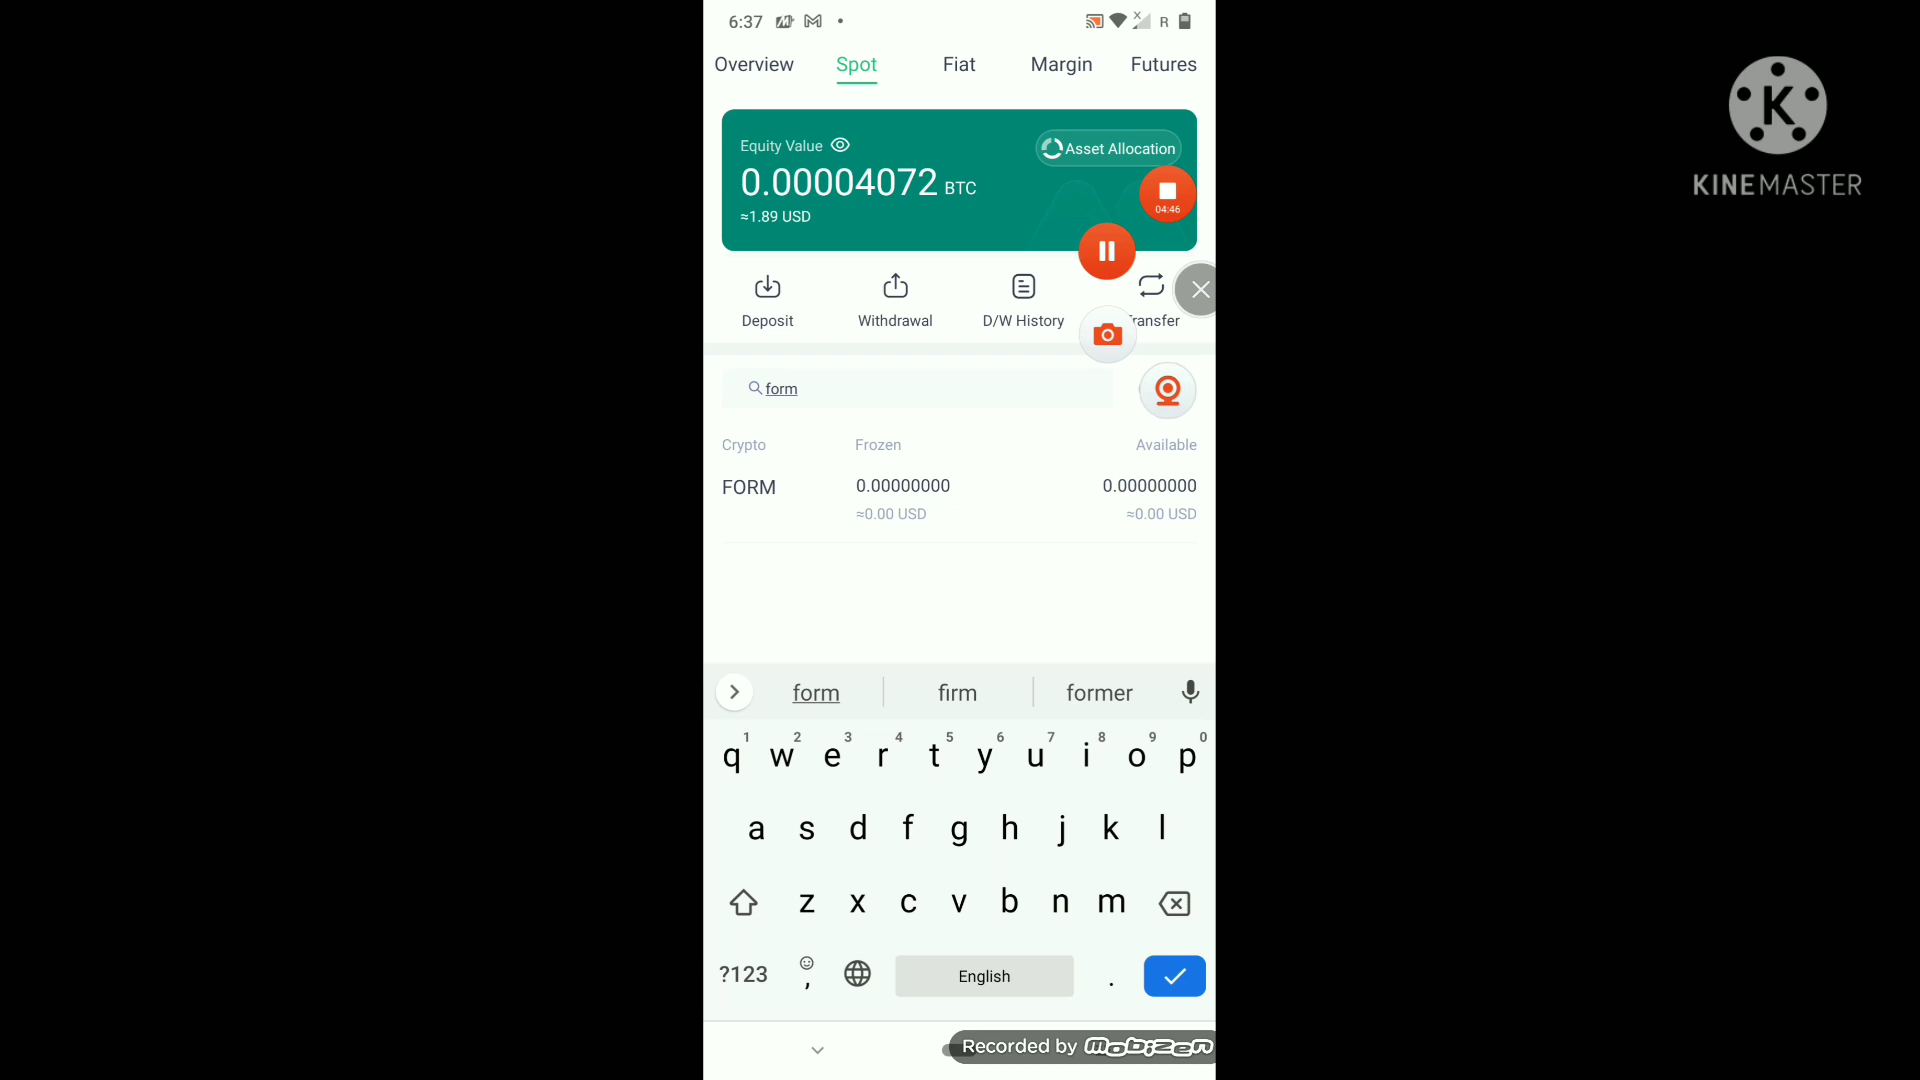 6:37
R
Overview Spot Fiat Margin Futures
Equity Value
Asset Allocation
0.00004072 BTC
≈1.89 USD
04:46
Deposit Withdrawal D/W History ransfer
form
Crypto Frozen Available
FORM 0.00000000 0.00000000
≈0.00 USD ≈0.00 USD
form firm former
1 2 3 4 5 6 7 8 9 0
q w e r t y u i o p
a s d f g h j k l
z x c v b n m
?123 , English .
Recorded by mobizen
K
KINEMASTER